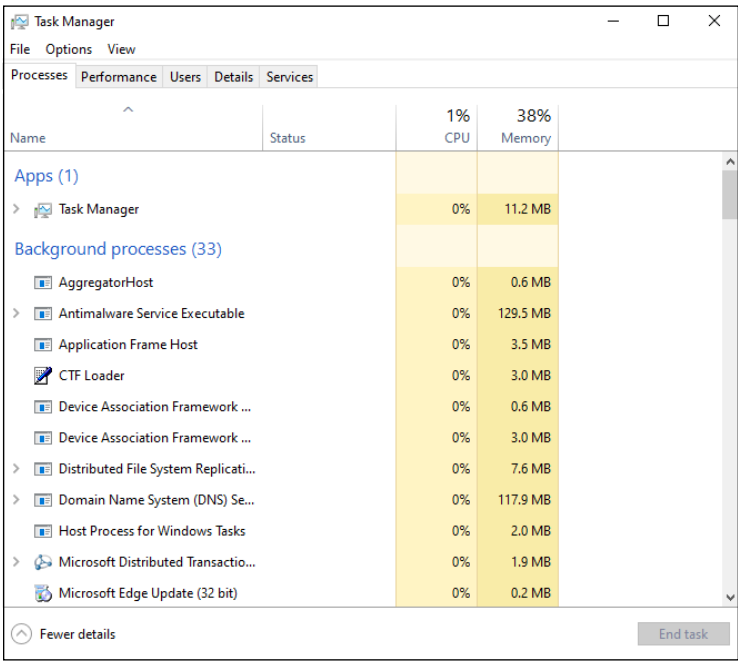 Task Manager
File Options View
Processes Performance Users Details Services
1% 38%
Name Status CPU Memory
Apps (1)
Task Manager 0% 11.2 MB
Background processes (33)
AggregatorHost 0% 0.6 MB
Antimalware Service Executable 0% 129.5 MB
Application Frame Host 0% 3.5 MB
CTF Loader 0% 3.0 MB
Device Association Framework ... 0% 0.6 MB
Device Association Framework ... 0% 3.0 MB
Distributed File System Replicati... 0% 7.6 MB
Domain Name System (DNS) Se... 0% 117.9 MB
Host Process for Windows Tasks 0% 2.0 MB
Microsoft Distributed Transactio... 0% 1.9 MB
Microsoft Edge Update (32 bit) 0% 0.2 MB
Fewer details End task